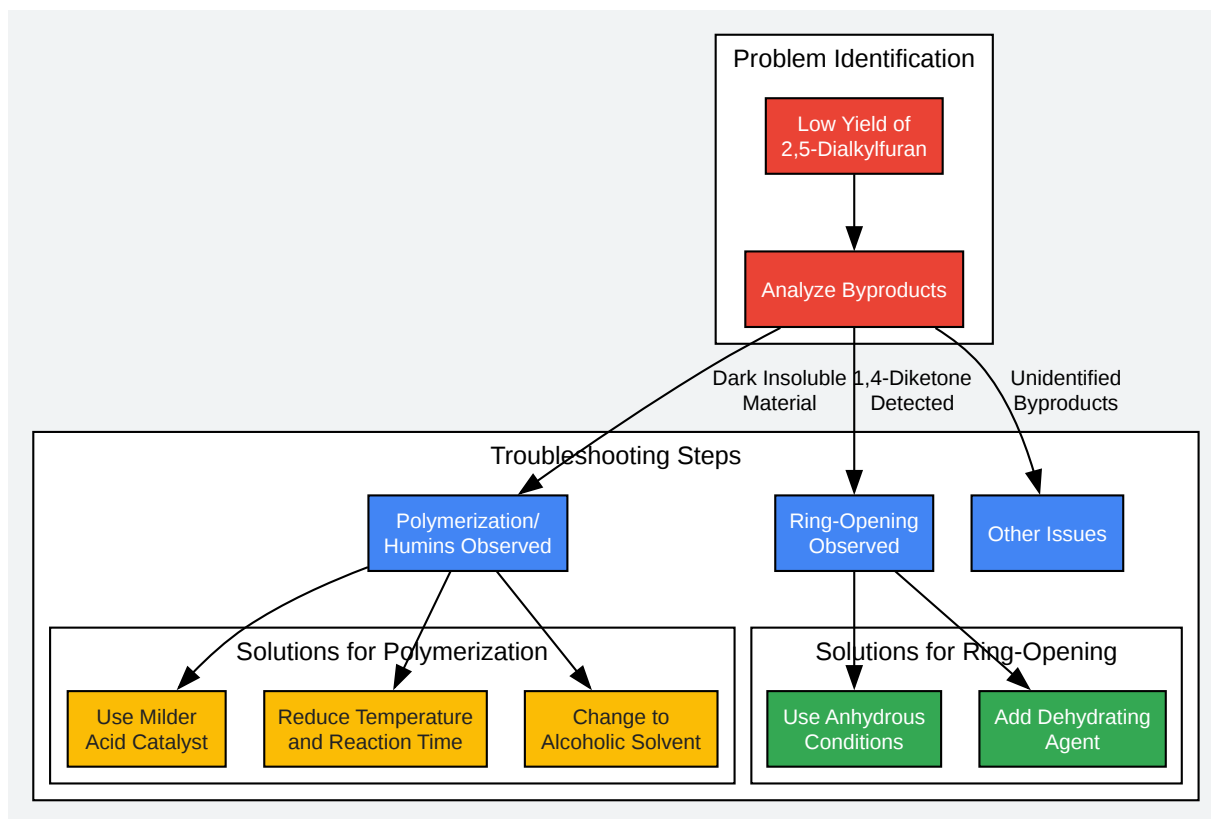 Problem Identification
Low Yield of
2,5-Dialkylfuran
Analyze Byproducts
Dark Insoluble
Material
1,4-Diketone
Detected
Unidentified
Byproducts
Troubleshooting Steps
Polymerization/
Humins Observed
Ring-Opening
Observed
Other Issues
Solutions for Polymerization
Use Milder
Acid Catalyst
Reduce Temperature
and Reaction Time
Change to
Alcoholic Solvent
Solutions for Ring-Opening
Use Anhydrous
Conditions
Add Dehydrating
Agent